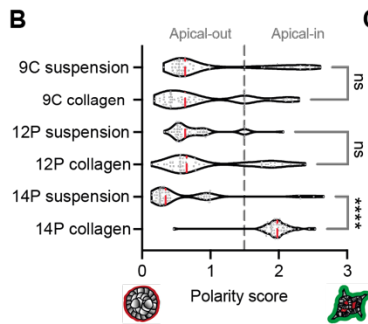 B
C
Apical-out Apical-in
9C suspension
9C collagen
ns
12P suspension
12P collagen
ns
14P suspension
14P collagen
****
0 1 2 3
Polarity score